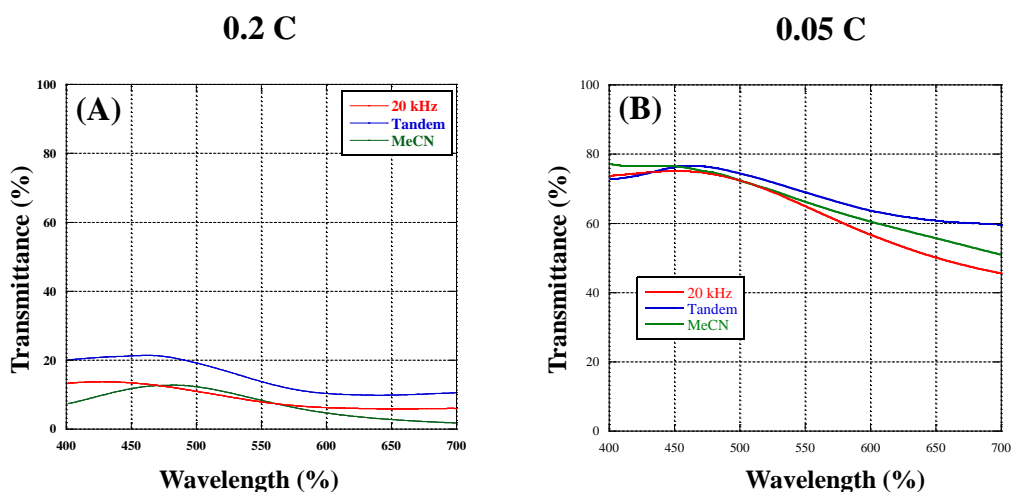 0.2 C
0.05 C
(A)
20 kHz
Tandem
MeCN
Transmittance (%)
100
80
60
40
20
0
400 450 500 550 600 650 700
Wavelength (%)
(B)
20 kHz
Tandem
MeCN
Transmittance (%)
100
80
60
40
20
0
400 450 500 550 600 650 700
Wavelength (%)